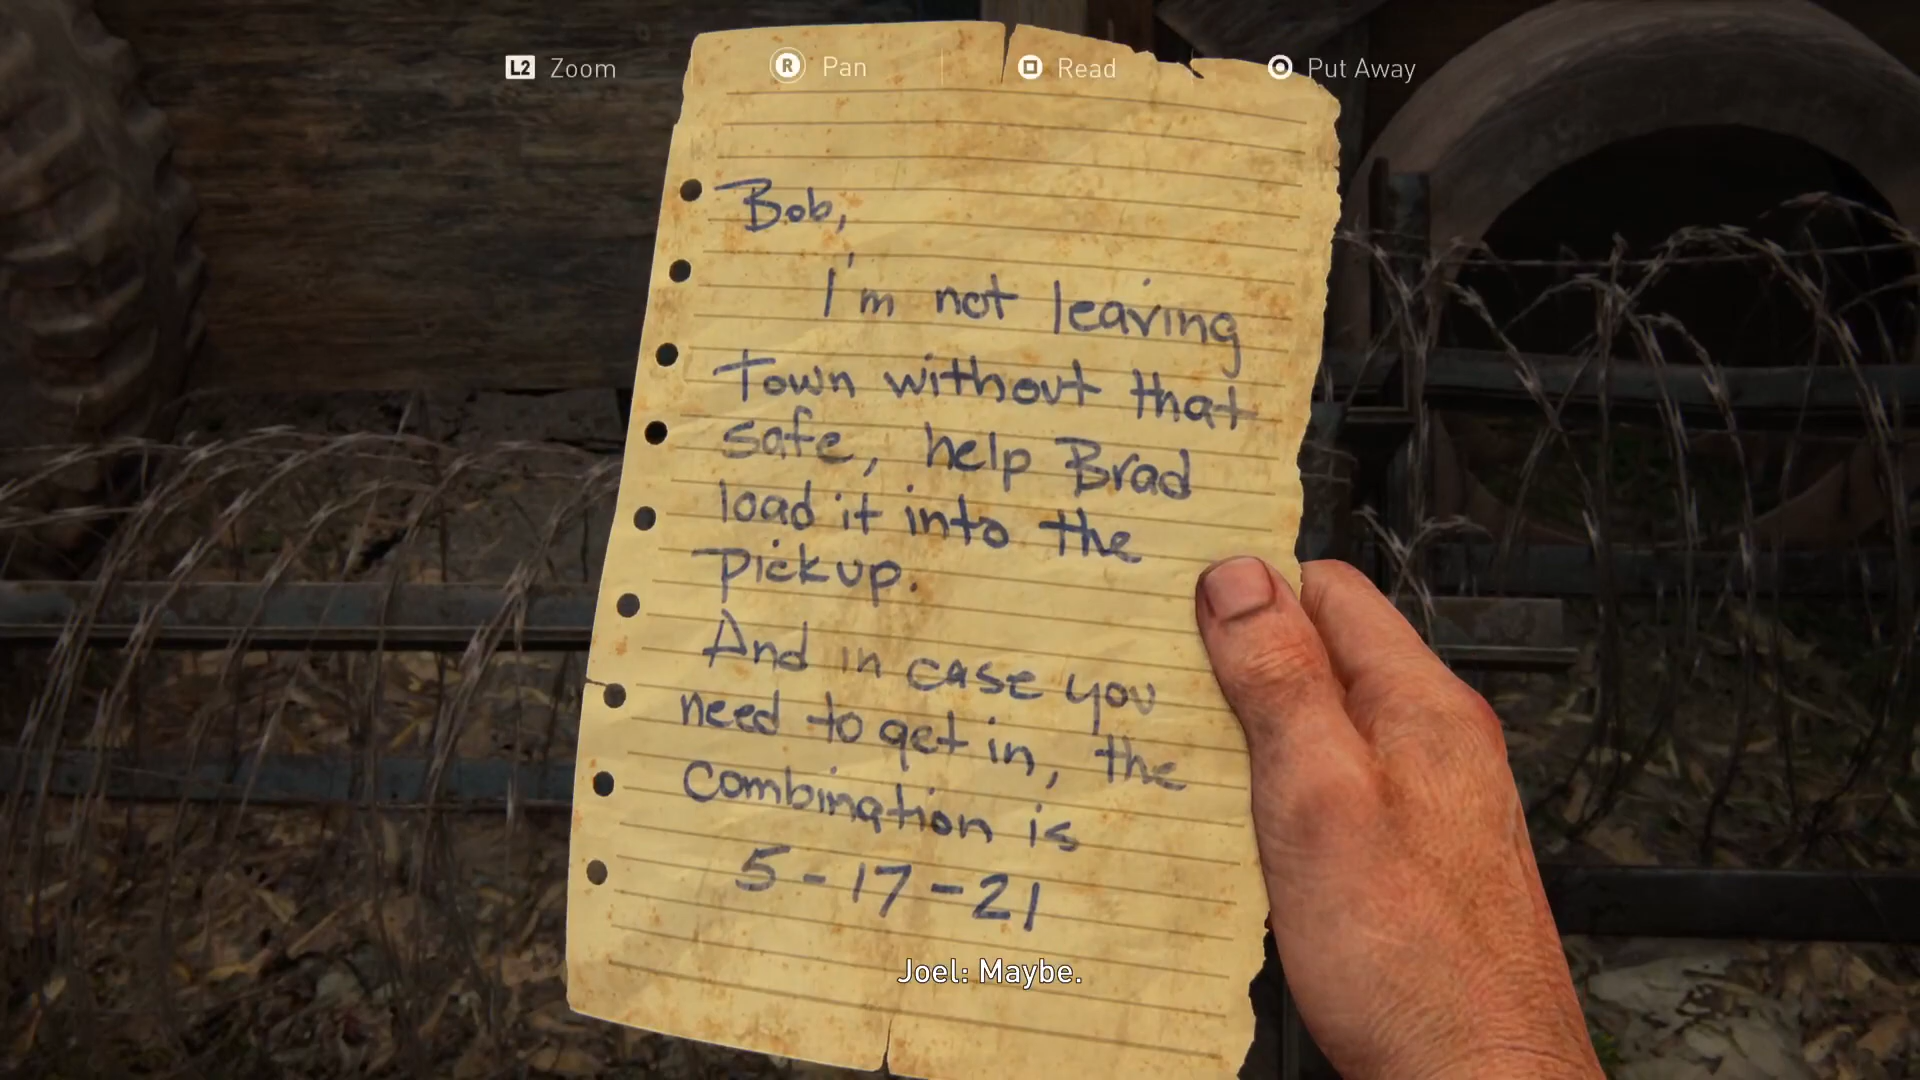 L2 Zoom R Pan Read Put Away
Bob,
I'm not leaving
Town without that
safe, help Brad
load it into the
pickup.
And in case you
need to get in, the
combination is
5-17-21
Joel: Maybe.